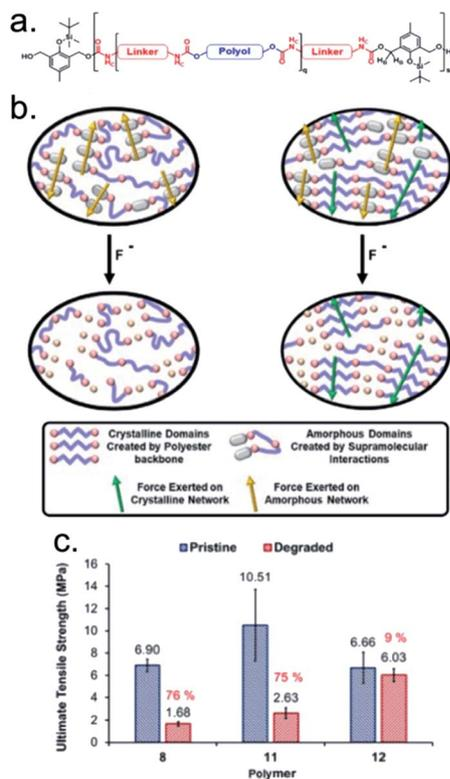 a.
HO
O
Si
O
O
N
H
C
Linker
N
H
C
O
O
Polyol
O
O
N
H
C
q
Linker
N
H
C
O
O
H
H
O
Si
OH
s
b.
F -
F -
Crystalline Domains
Created by Polyester
backbone
Amorphous Domains
Created by Supramolecular
Interactions
Force Exerted on
Crystalline Network
Force Exerted on
Amorphous Network
c.
Pristine
Degraded
Ultimate Tensile Strength (MPa)
16
14
12
10
8
6
4
2
0
6.90
76 %
1.68
10.51
75 %
2.63
6.66
9 %
6.03
8
11
12
Polymer